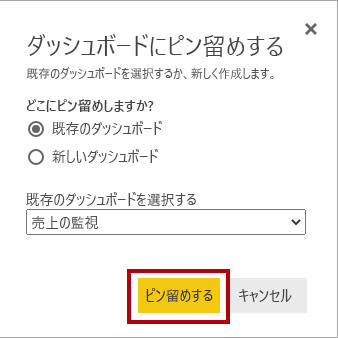 ダッシュボードにピン留めする
既存のダッシュボードを選択するか、新しく作成します。
どこにピン留めしますか?
既存のダッシュボード
新しいダッシュボード
既存のダッシュボードを選択する
売上の監視
ピン留めする
キャンセル